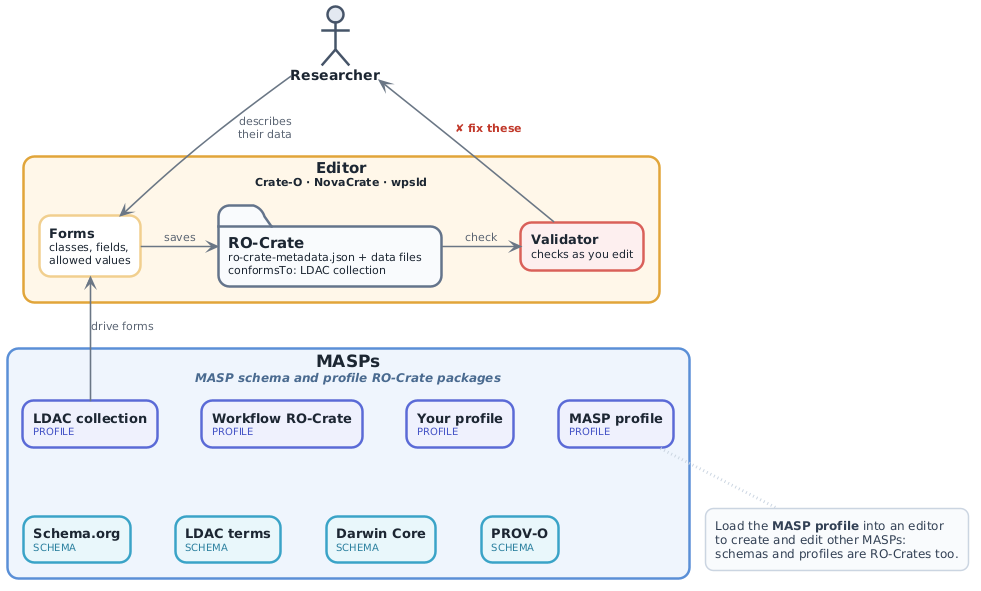 Researcher
describes
their data
✘ fix these
Editor
Crate-O · NovaCrate · wpsld
Forms
classes, fields,
allowed values
saves
RO-Crate
ro-crate-metadata.json + data files
conformsTo: LDAC collection
check
Validator
checks as you edit
drive forms
MASPs
MASP schema and profile RO-Crate packages
LDAC collection
PROFILE
Workflow RO-Crate
PROFILE
Your profile
PROFILE
MASP profile
PROFILE
Schema.org
SCHEMA
LDAC terms
SCHEMA
Darwin Core
SCHEMA
PROV-O
SCHEMA
Load the MASP profile into an editor
to create and edit other MASPs:
schemas and profiles are RO-Crates too.